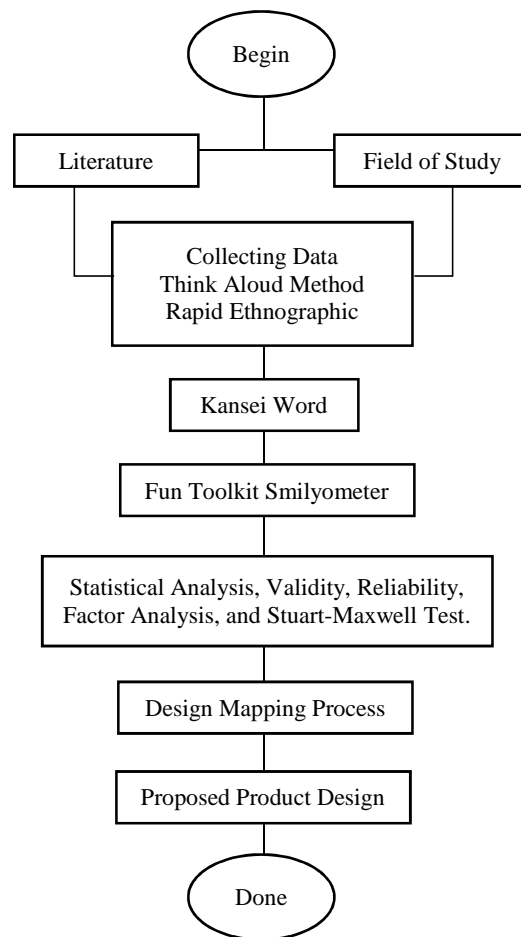 Begin
Literature
Field of Study
Collecting Data
Think Aloud Method
Rapid Ethnographic
Kansei Word
Fun Toolkit Smilyometer
Statistical Analysis, Validity, Reliability,
Factor Analysis, and Stuart-Maxwell Test.
Design Mapping Process
Proposed Product Design
Done